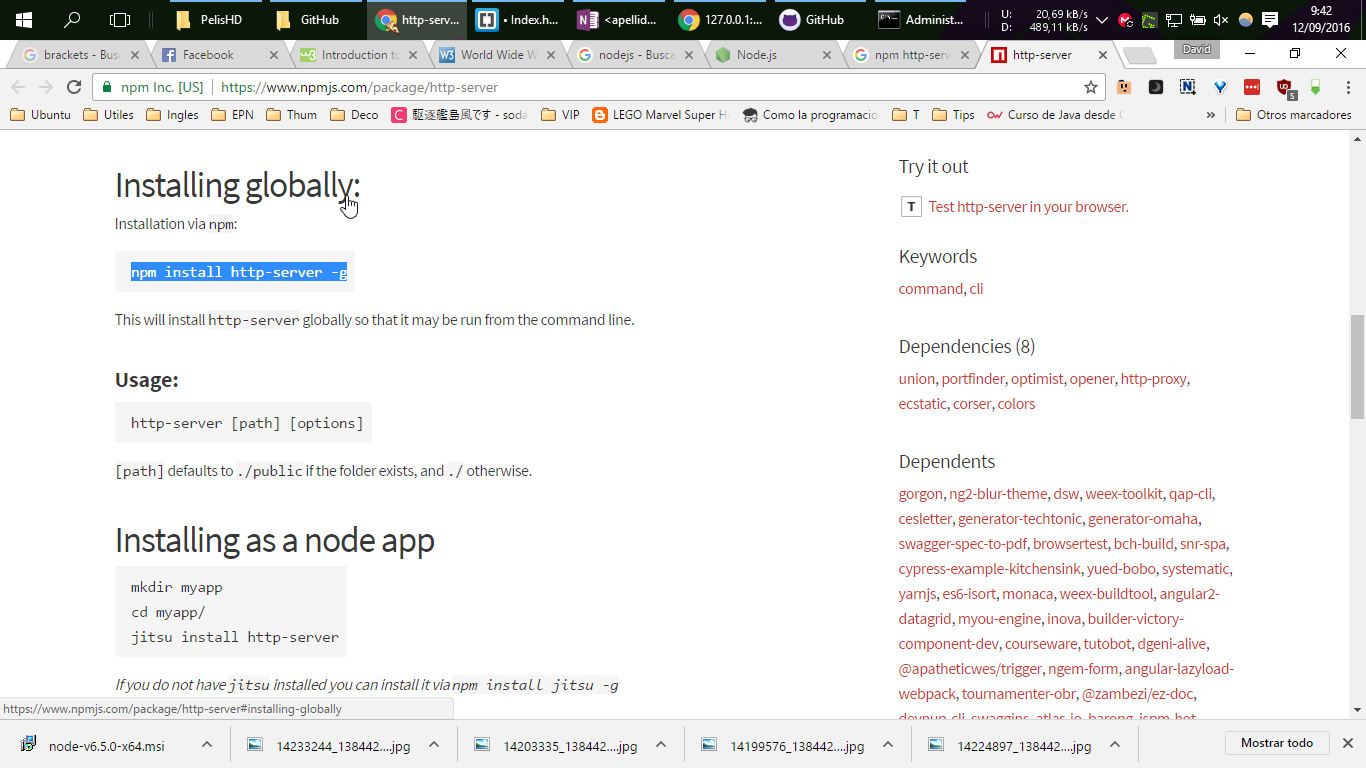 PelisHD
GitHub
http-serv...
• Index.h...
<apellid...
127.0.0.1:...
GitHub
Administ...
U: 20,69 kB/s
D: 489,11 kB/s
9:42
12/09/2016
brackets - Bus
Facebook
Introduction to
World Wide W
nodejs - Busca
Node.js
npm http-serv
http-server
David
npm Inc. [US]
https://www.npmjs.com/package/http-server
Ubuntu
Utiles
Ingles
EPN
Thum
Deco
駆逐艦島風です - soda
VIP
LEGO Marvel Super H
Como la programacio
T
Tips
Curso de Java desde
»
Otros marcadores
Installing globally:
Installation via npm:
npm install http-server -g
This will install http-server globally so that it may be run from the command line.
Usage:
http-server [path] [options]
[path] defaults to ./public if the folder exists, and ./ otherwise.
Installing as a node app
mkdir myapp
cd myapp/
jitsu install http-server
If you do not have jitsu installed you can install it via npm install jitsu -g
Try it out
T Test http-server in your browser.
Keywords
command, cli
Dependencies (8)
union, portfinder, optimist, opener, http-proxy,
ecstatic, corser, colors
Dependents
gorgon, ng2-blur-theme, dsw, weex-toolkit, qap-cli,
cesletter, generator-techtonic, generator-omaha,
swagger-spec-to-pdf, browsertest, bch-build, snr-spa,
cypress-example-kitchensink, yued-bobo, systematic,
yarnjs, es6-isort, monaca, weex-buildtool, angular2-
datagrid, myou-engine, inova, builder-victory-
component-dev, courseware, tutobot, dgeni-alive,
@apatheticwes/trigger, ngem-form, angular-lazyload-
webpack, tournamenter-obr, @zambezi/ez-doc,
devnup-cli, swaggins, atlas-io, barong, jspm-hot
https://www.npmjs.com/package/http-server#installing-globally
node-v6.5.0-x64.msi
14233244_138442....jpg
14203335_138442....jpg
14199576_138442....jpg
14224897_138442....jpg
Mostrar todo